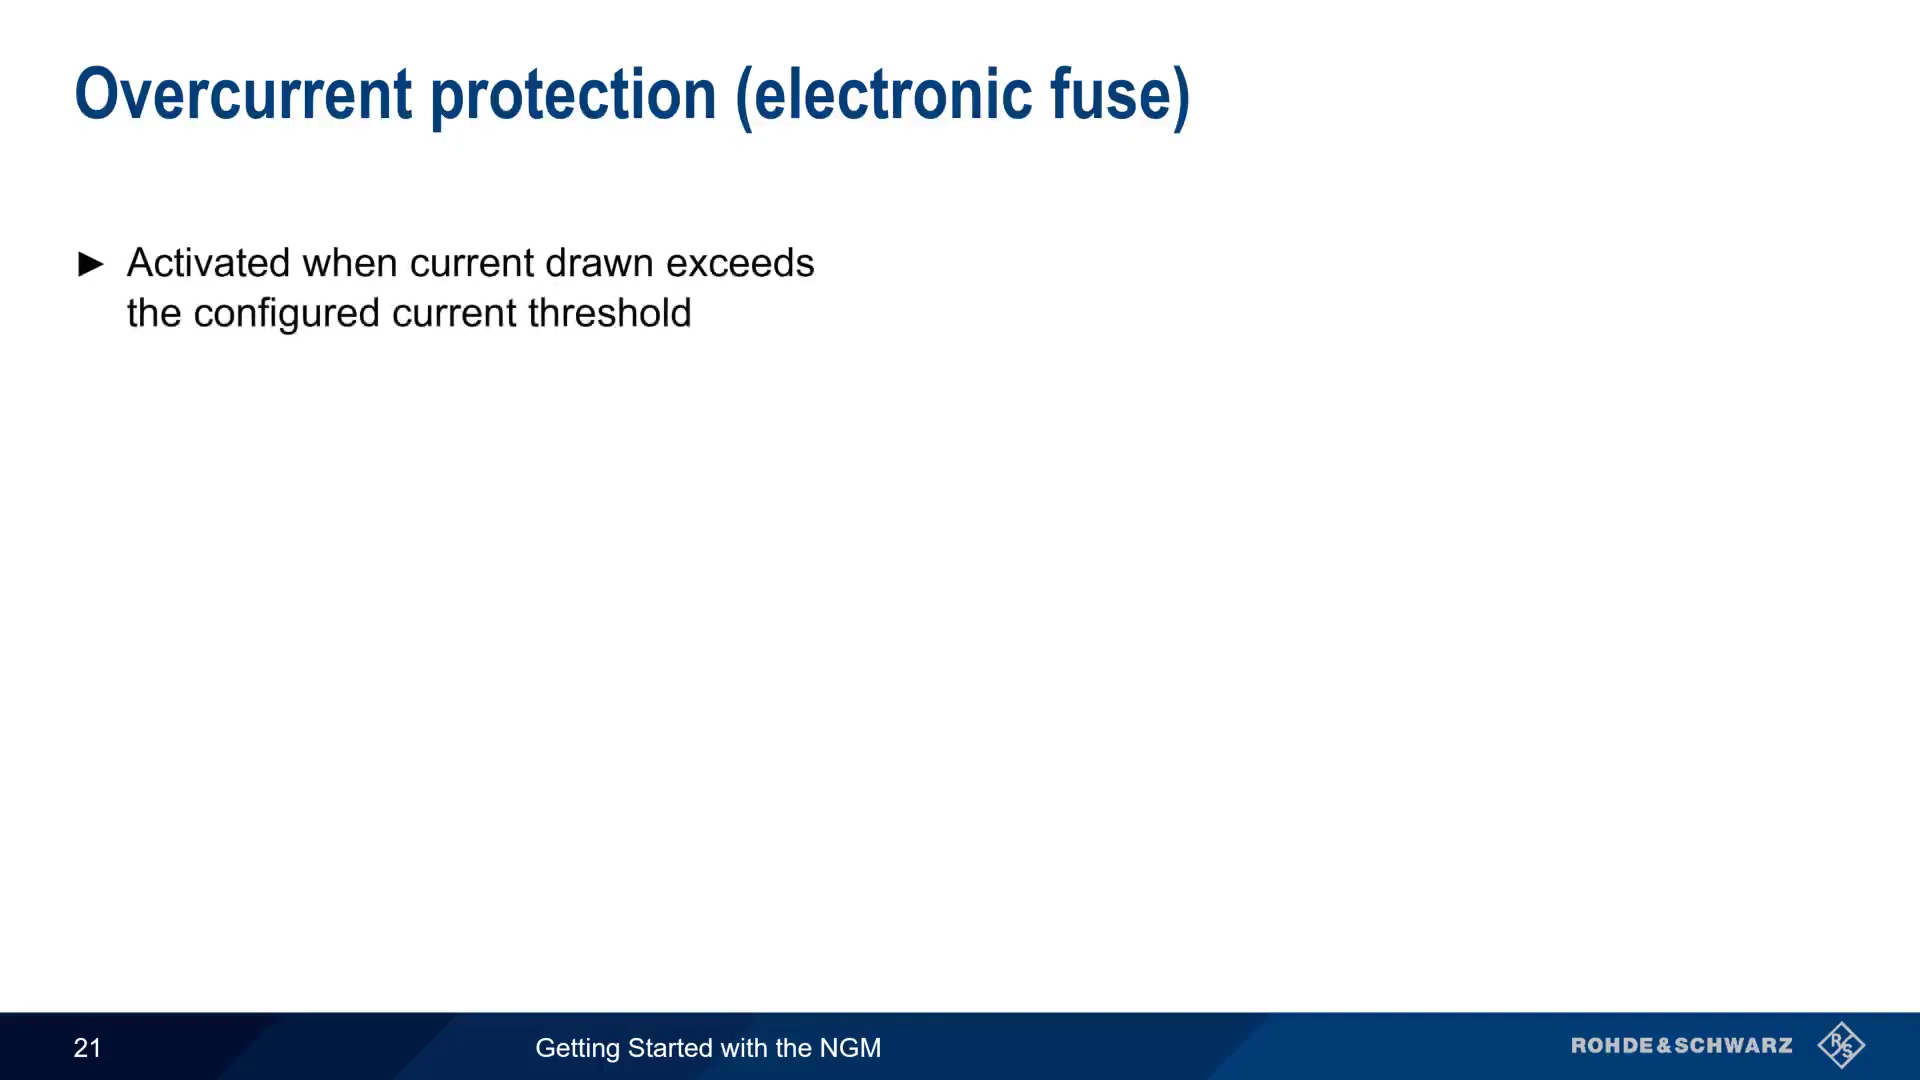 Overcurrent protection (electronic fuse)
► Activated when current drawn exceeds
the configured current threshold
21
Getting Started with the NGM
ROHDE&SCHWARZ
RS